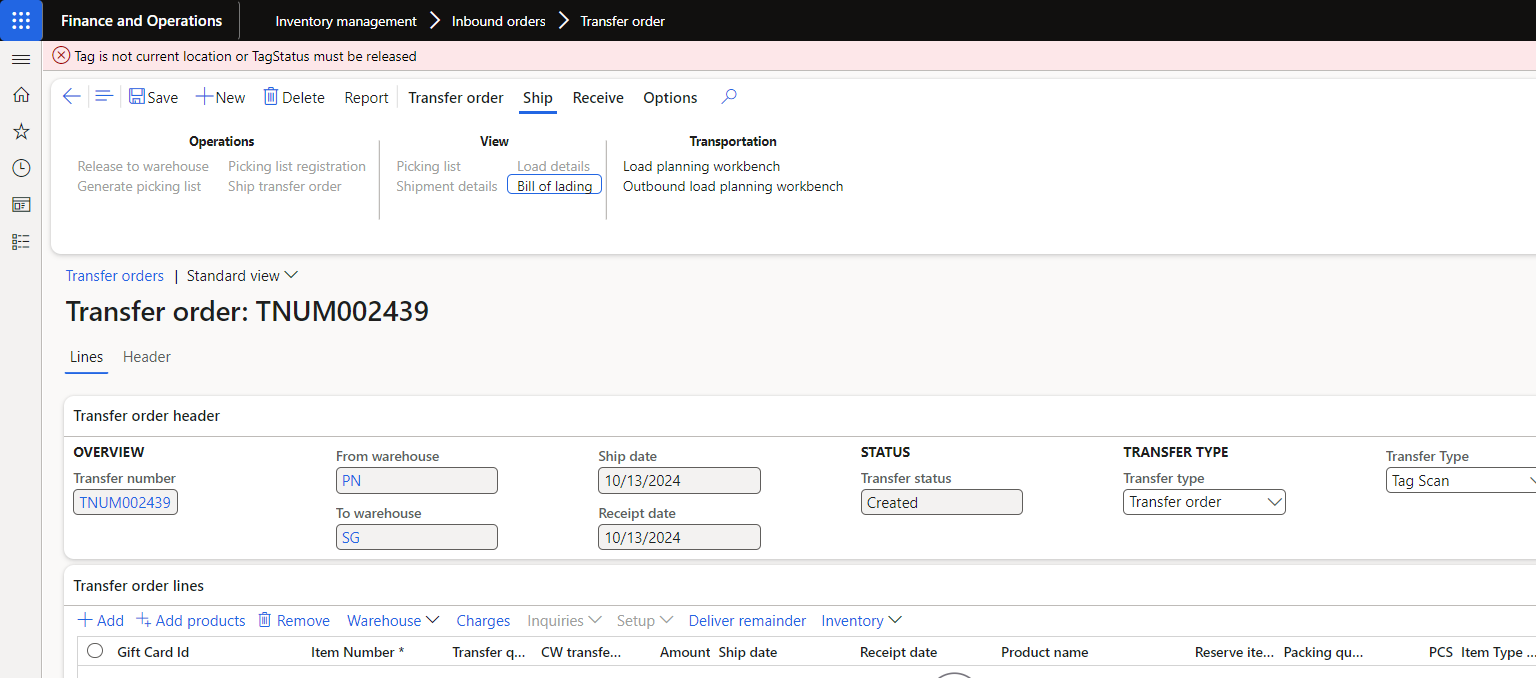 Finance and Operations Inventory management Inbound orders Transfer order
Tag is not current location or TagStatus must be released
Save New Delete Report Transfer order Ship Receive Options
Operations View Transportation
Release to warehouse Picking list registration Picking list Load details Load planning workbench
Generate picking list Ship transfer order Shipment details Bill of lading Outbound load planning workbench
Transfer orders | Standard view
Transfer order: TNUM002439
Lines Header
Transfer order header
OVERVIEW
Transfer number
TNUM002439
From warehouse
PN
To warehouse
SG
Ship date
10/13/2024
Receipt date
10/13/2024
STATUS
Transfer status
Created
TRANSFER TYPE
Transfer type
Transfer order
Transfer Type
Tag Scan
Transfer order lines
Add Add products Remove Warehouse Charges Inquiries Setup Deliver remainder Inventory
Gift Card Id Item Number * Transfer q... CW transfe... Amount Ship date Receipt date Product name Reserve ite... Packing qu... PCS Item Type ...